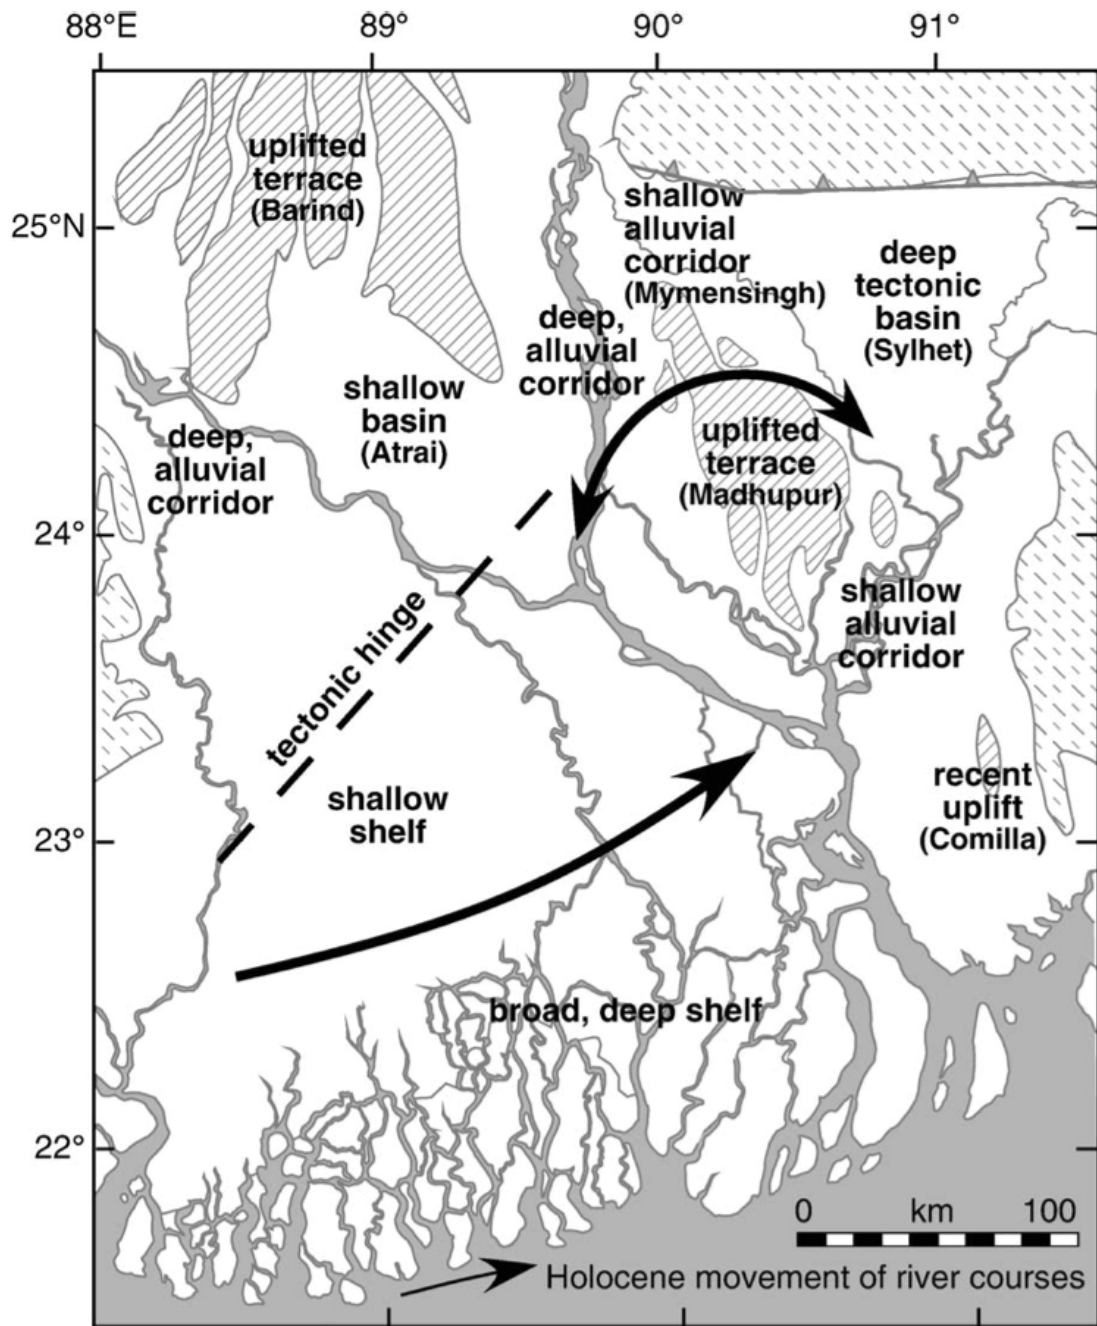 88°E 89° 90° 91°
uplifted
terrace
(Barind)
shallow
alluvial
corridor
(Mymensingh)
25°N
deep
tectonic
basin
(Sylhet)
deep,
alluvial
corridor
shallow
basin
(Atrai)
deep,
alluvial
corridor
uplifted
terrace
(Madhupur)
24°
tectonic hinge
shallow
alluvial
corridor
shallow
shelf
recent
uplift
(Comilla)
23°
broad, deep shelf
22°
0 km 100
Holocene movement of river courses